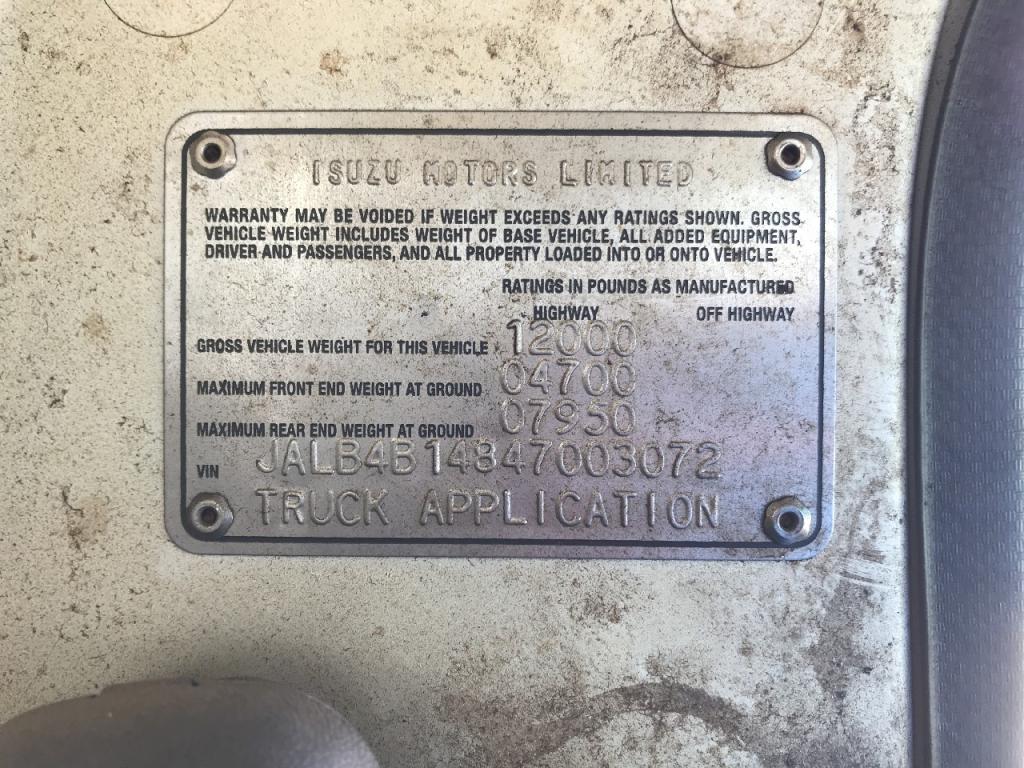 ISUZU MOTORS LIMITED
WARRANTY MAY BE VOIDED IF WEIGHT EXCEEDS ANY RATINGS SHOWN. GROSS
VEHICLE WEIGHT INCLUDES WEIGHT OF BASE VEHICLE, ALL ADDED EQUIPMENT,
DRIVER AND PASSENGERS, AND ALL PROPERTY LOADED INTO OR ONTO VEHICLE.
RATINGS IN POUNDS AS MANUFACTURED
HIGHWAY OFF HIGHWAY
GROSS VEHICLE WEIGHT FOR THIS VEHICLE 12000
MAXIMUM FRONT END WEIGHT AT GROUND 04700
MAXIMUM REAR END WEIGHT AT GROUND 07950
VIN JALB4B14847003072
TRUCK APPLICATION